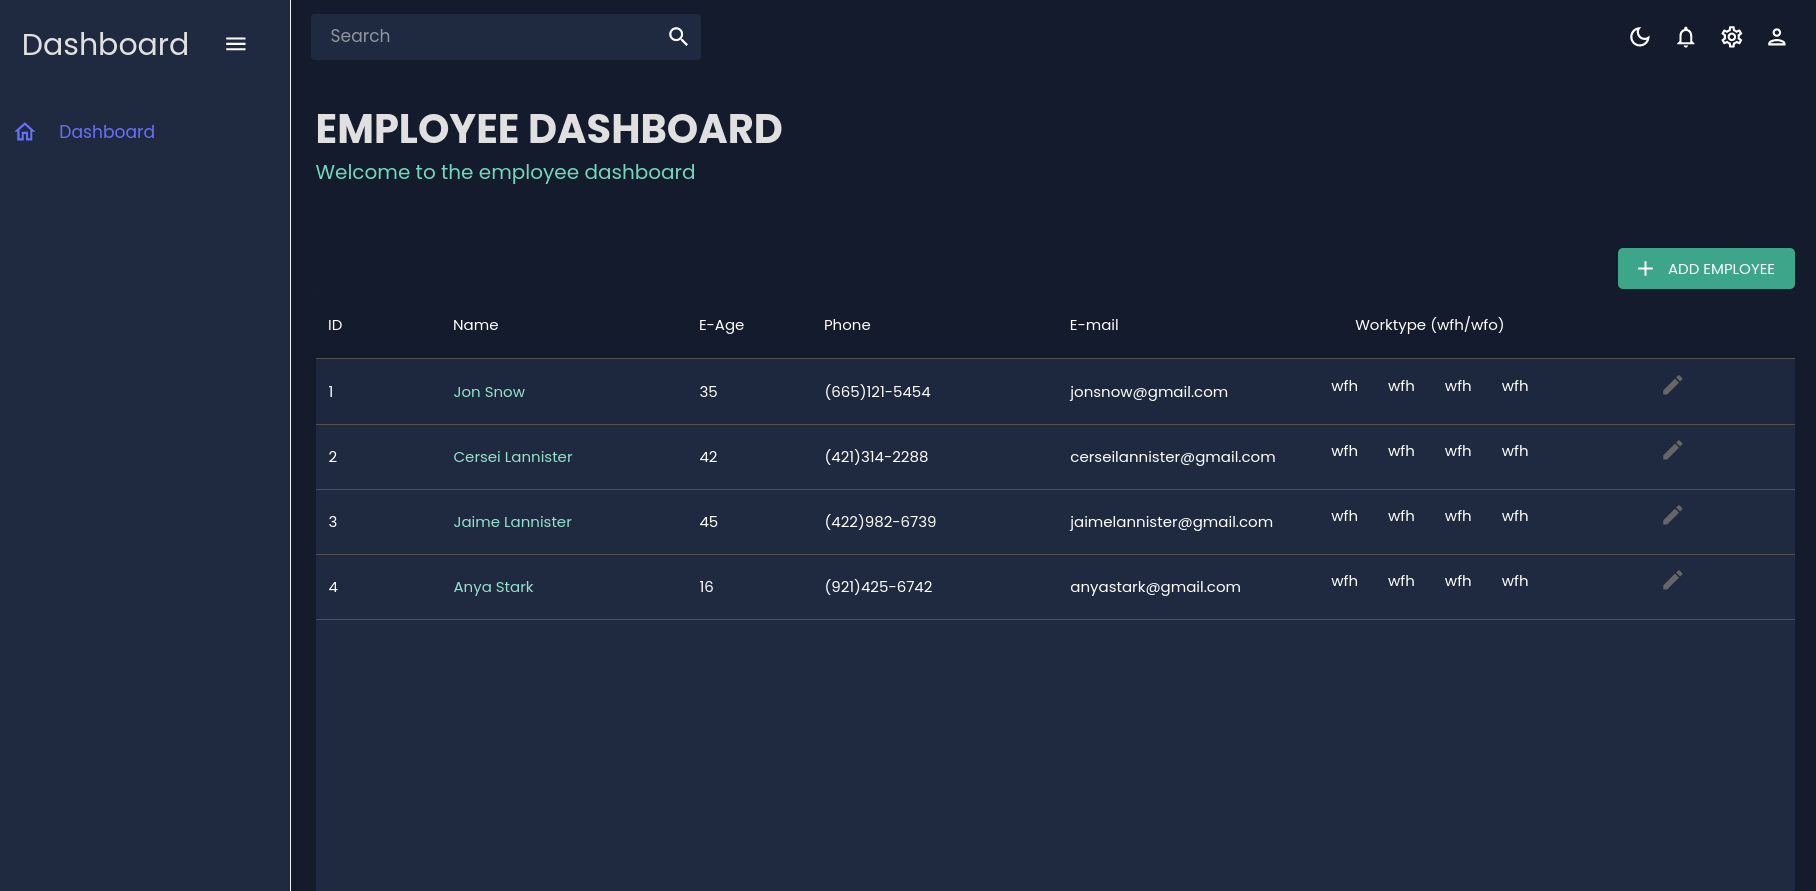 Dashboard
Search
Dashboard
EMPLOYEE DASHBOARD
Welcome to the employee dashboard
ADD EMPLOYEE
ID Name E-Age Phone E-mail Worktype (wfh/wfo)
1 Jon Snow 35 (665)121-5454 jonsnow@gmail.com wfh wfh wfh wfh
2 Cersei Lannister 42 (421)314-2288 cerseilannister@gmail.com wfh wfh wfh wfh
3 Jaime Lannister 45 (422)982-6739 jaimelannister@gmail.com wfh wfh wfh wfh
4 Anya Stark 16 (921)425-6742 anyastark@gmail.com wfh wfh wfh wfh